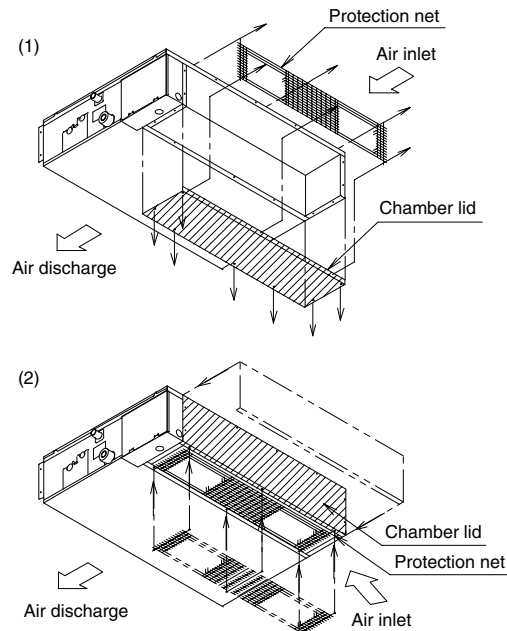 (1)
Protection net
Air inlet
Chamber lid
Air discharge
(2)
Chamber lid
Protection net
Air discharge
Air inlet